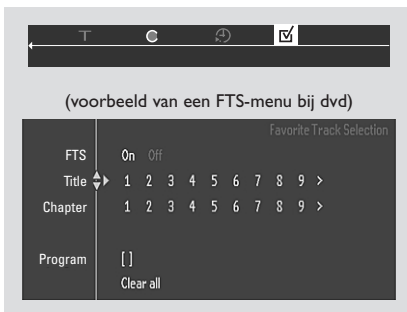 T C
(voorbeeld van een FTS-menu bij dvd)
Favorite Track Selection
FTS On Off
Title 1 2 3 4 5 6 7 8 9 >
Chapter 1 2 3 4 5 6 7 8 9 >
Program [ ]
Clear all